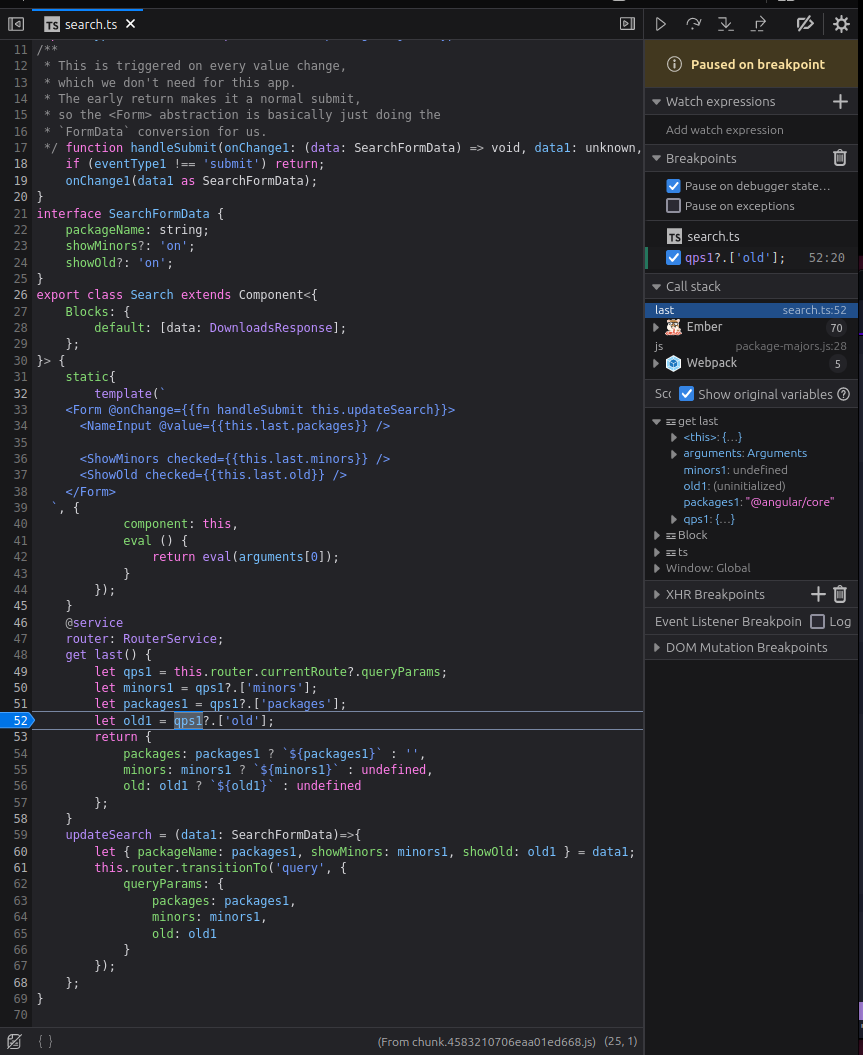 TS search.ts
11 /**
12  * This is triggered on every value change,
13  * which we don't need for this app.
14  * The early return makes it a normal submit,
15  * so the <Form> abstraction is basically just doing the
16  * `FormData` conversion for us.
17  */ function handleSubmit(onChange1: (data: SearchFormData) => void, data1: unknown,
18     if (eventType1 !== 'submit') return;
19     onChange1(data1 as SearchFormData);
20 }
21 interface SearchFormData {
22     packageName: string;
23     showMinors?: 'on';
24     showOld?: 'on';
25 }
26 export class Search extends Component<{
27     Blocks: {
28         default: [data: DownloadsResponse];
29     };
30 }> {
31     static{
32         template(`
33     <Form @onChange={{fn handleSubmit this.updateSearch}}>
34       <NameInput @value={{this.last.packages}} />
35
36       <ShowMinors checked={{this.last.minors}} />
37       <ShowOld checked={{this.last.old}} />
38     </Form>
39   `, {
40             component: this,
41             eval () {
42                 return eval(arguments[0]);
43             }
44         });
45     }
46     @service
47     router: RouterService;
48     get last() {
49         let qps1 = this.router.currentRoute?.queryParams;
50         let minors1 = qps1?.['minors'];
51         let packages1 = qps1?.['packages'];
52         let old1 = qps1?.['old'];
53         return {
54             packages: packages1 ? `${packages1}` : '',
55             minors: minors1 ? `${minors1}` : undefined,
56             old: old1 ? `${old1}` : undefined
57         };
58     }
59     updateSearch = (data1: SearchFormData)=>{
60         let { packageName: packages1, showMinors: minors1, showOld: old1 } = data1;
61         this.router.transitionTo('query', {
62             queryParams: {
63                 packages: packages1,
64                 minors: minors1,
65                 old: old1
66             }
67         });
68     };
69 }
70
{ } (From chunk.4583210706eaa01ed668.js) (25, 1)
Paused on breakpoint
Watch expressions
Add watch expression
Breakpoints
Pause on debugger state…
Pause on exceptions
TS search.ts
qps1?.['old']; 52:20
Call stack
last search.ts:52
Ember 70
js package-majors.js:28
Webpack 5
Sco Show original variables
get last
<this>: {…}
arguments: Arguments
minors1: undefined
old1: (uninitialized)
packages1: "@angular/core"
qps1: {…}
Block
ts
Window: Global
XHR Breakpoints
Event Listener Breakpoin Log
DOM Mutation Breakpoints